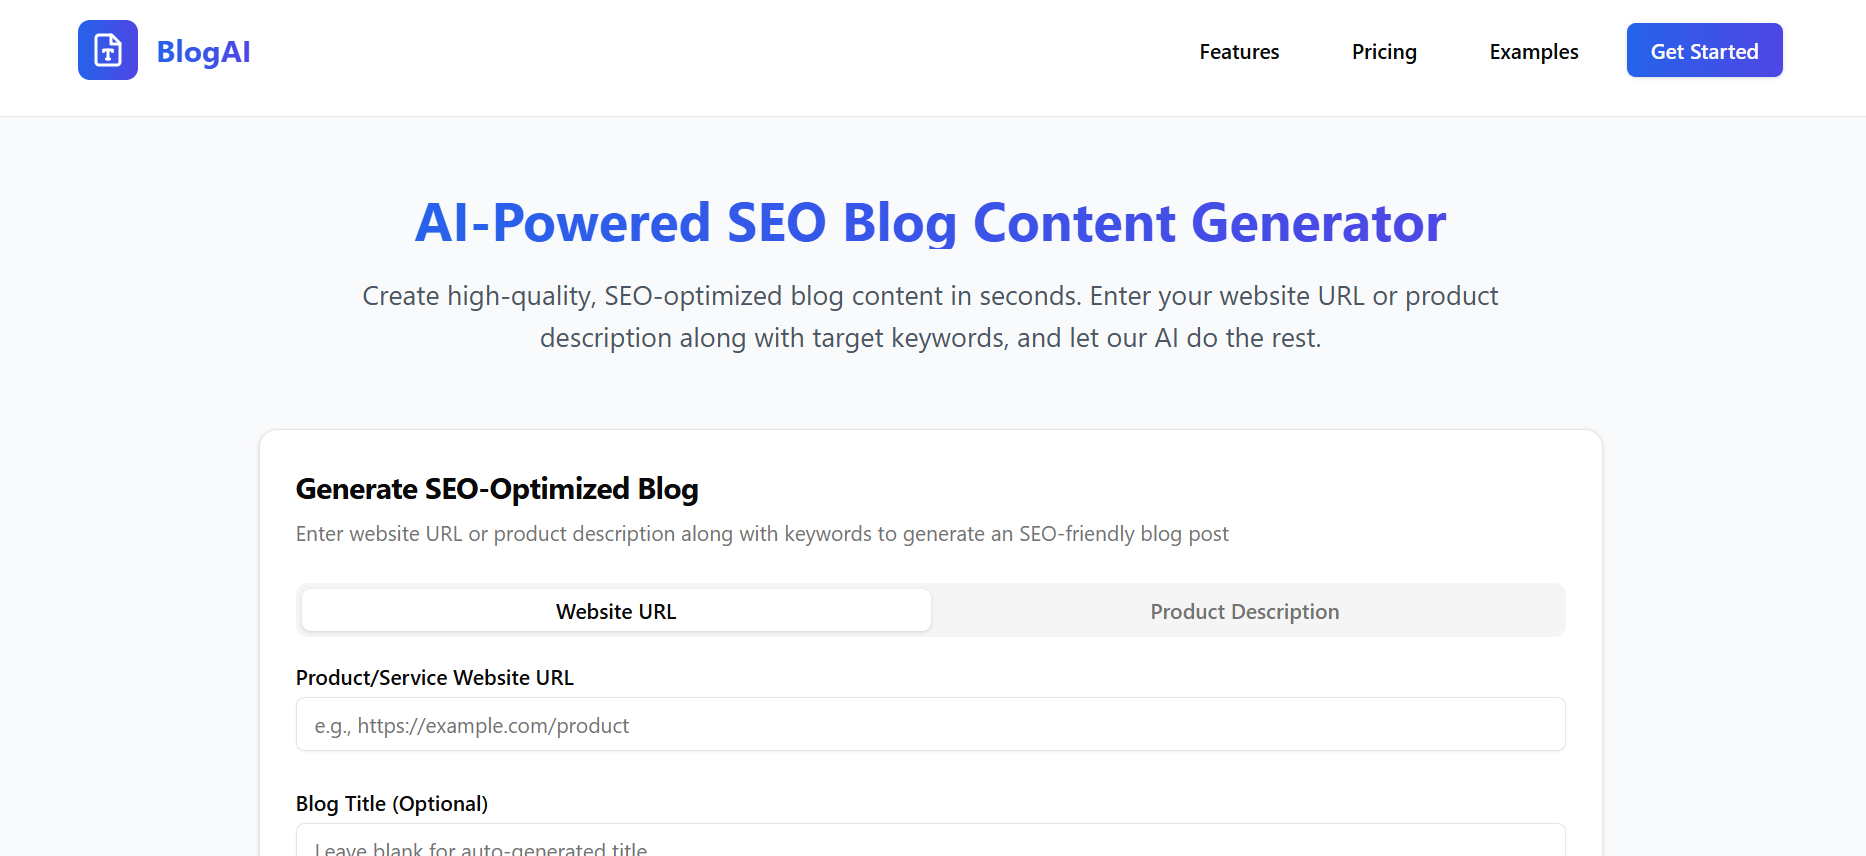 BlogAI
Features
Pricing
Examples
Get Started
AI-Powered SEO Blog Content Generator
Create high-quality, SEO-optimized blog content in seconds. Enter your website URL or product
description along with target keywords, and let our AI do the rest.
Generate SEO-Optimized Blog
Enter website URL or product description along with keywords to generate an SEO-friendly blog post
Website URL
Product Description
Product/Service Website URL
e.g., https://example.com/product
Blog Title (Optional)
Leave blank for auto-generated title